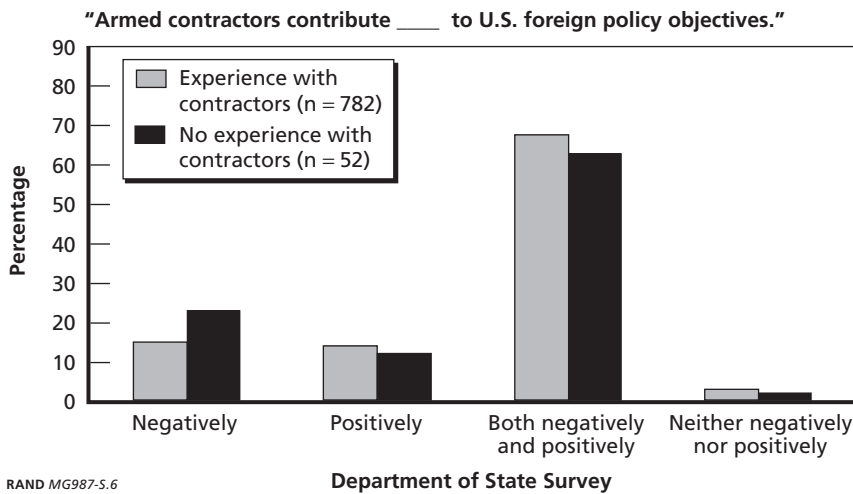 “Armed contractors contribute ____ to U.S. foreign policy objectives.”
90
80
70
60
50
40
30
20
10
0
Percentage
Experience with
contractors (n = 782)
No experience with
contractors (n = 52)
Negatively
Positively
Both negatively
and positively
Neither negatively
nor positively
Department of State Survey
RAND MG987-S.6